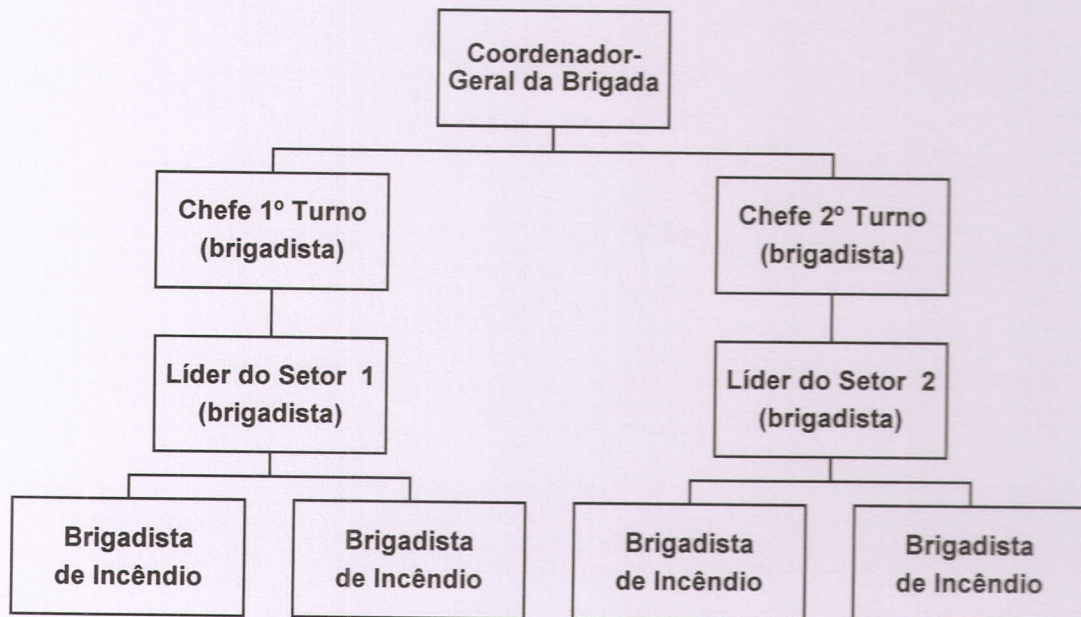 Coordenador-
Geral da Brigada
Chefe 1º Turno
(brigadista)
Chefe 2º Turno
(brigadista)
Líder do Setor 1
(brigadista)
Líder do Setor 2
(brigadista)
Brigadista
de Incêndio
Brigadista
de Incêndio
Brigadista
de Incêndio
Brigadista
de Incêndio